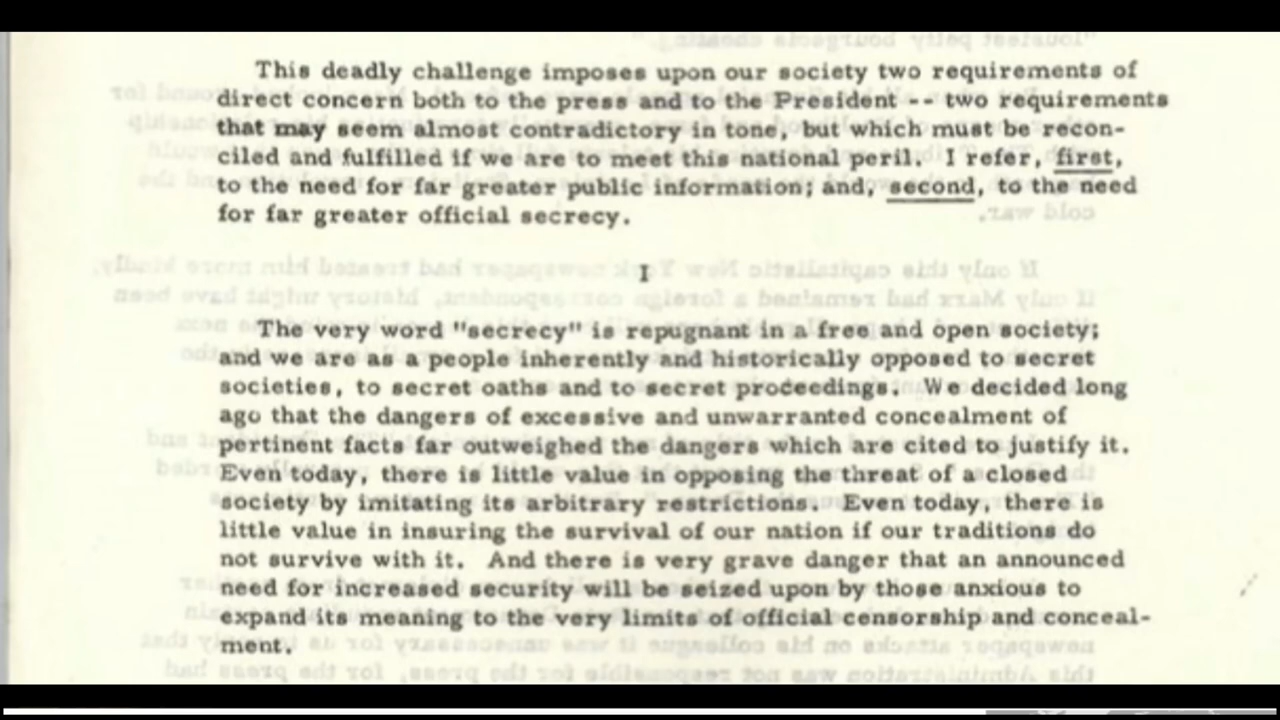 This deadly challenge imposes upon our society two requirements of
direct concern both to the press and to the President -- two requirements
that may seem almost contradictory in tone, but which must be recon-
ciled and fulfilled if we are to meet this national peril. I refer, first,
to the need for far greater public information; and, second, to the need
for far greater official secrecy.
I
The very word "secrecy" is repugnant in a free and open society;
and we are as a people inherently and historically opposed to secret
societies, to secret oaths and to secret proceedings. We decided long
ago that the dangers of excessive and unwarranted concealment of
pertinent facts far outweighed the dangers which are cited to justify it.
Even today, there is little value in opposing the threat of a closed
society by imitating its arbitrary restrictions. Even today, there is
little value in insuring the survival of our nation if our traditions do
not survive with it. And there is very grave danger that an announced
need for increased security will be seized upon by those anxious to
expand its meaning to the very limits of official censorship and conceal-
ment.